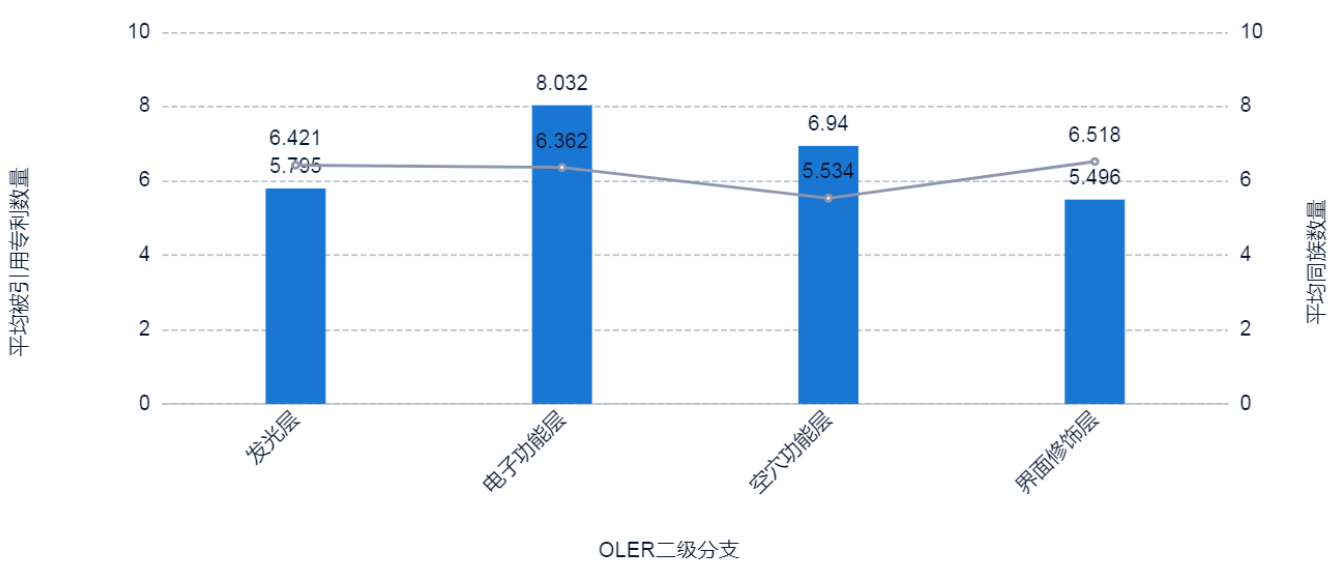 10
10
8.032
8
8
6.94
6.421
6.518
6.362
5.795
5.534
5.496
6
6
平均被引用专利数量
平均同族数量
4
4
2
2
0
0
发光层
电子功能层
空穴功能层
界面修饰层
OLER二级分支